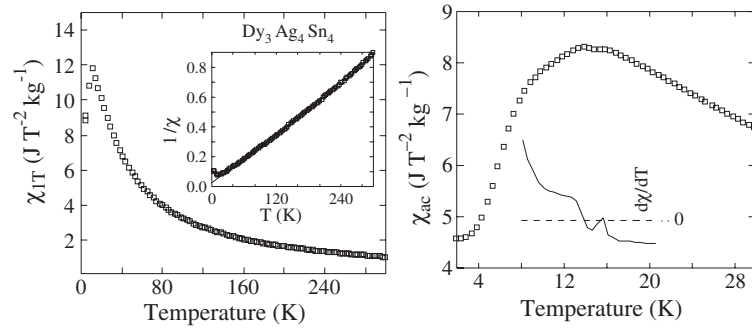 Dy3 Ag4 Sn4
χ1T (J T-2 kg-1)
14
12
10
8
6
4
2
0
0 80 160 240
Temperature (K)
1/χ
0.8
0.6
0.4
0.2
0.0
0 120 240
T (K)
χac (J T−2 kg−1)
9
8
7
6
5
4
4 12 20 28
Temperature (K)
dχ/dT
0